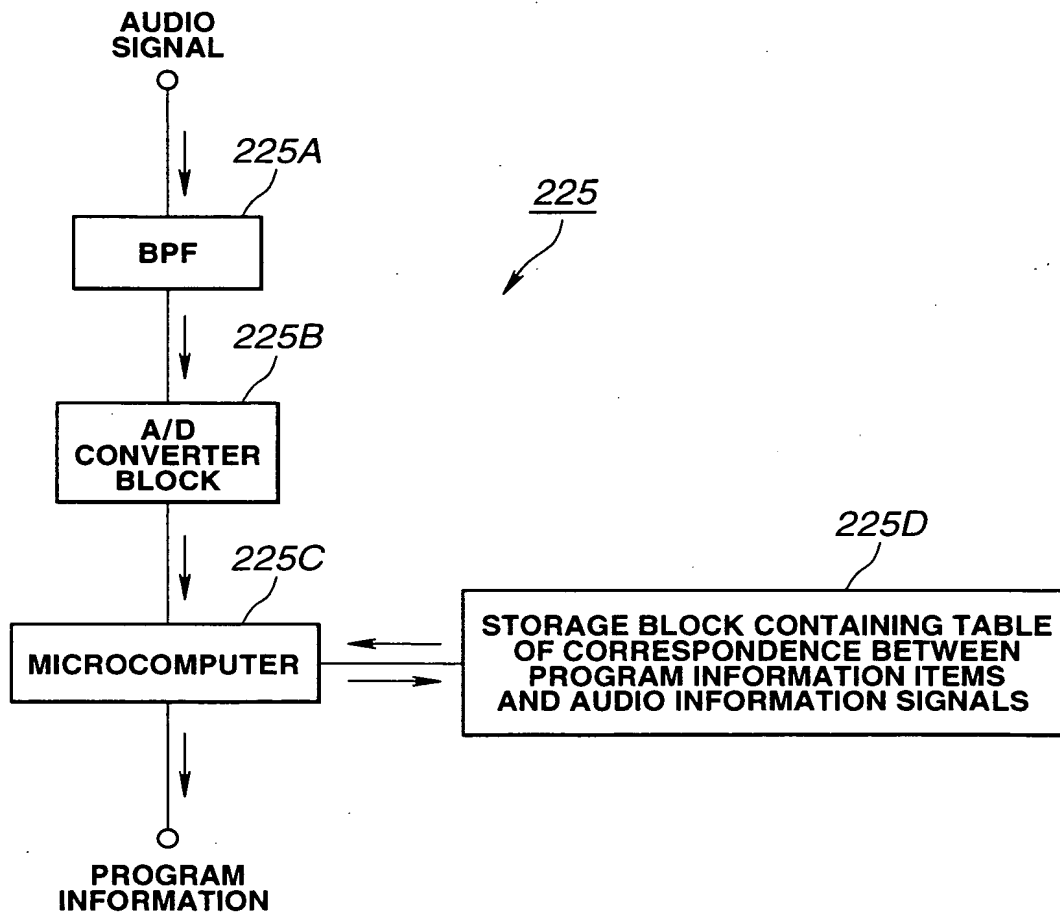 AUDIO
SIGNAL
225A
BPF
225
225B
A/D
CONVERTER
BLOCK
225C
MICROCOMPUTER
225D
STORAGE BLOCK CONTAINING TABLE
OF CORRESPONDENCE BETWEEN
PROGRAM INFORMATION ITEMS
AND AUDIO INFORMATION SIGNALS
PROGRAM
INFORMATION